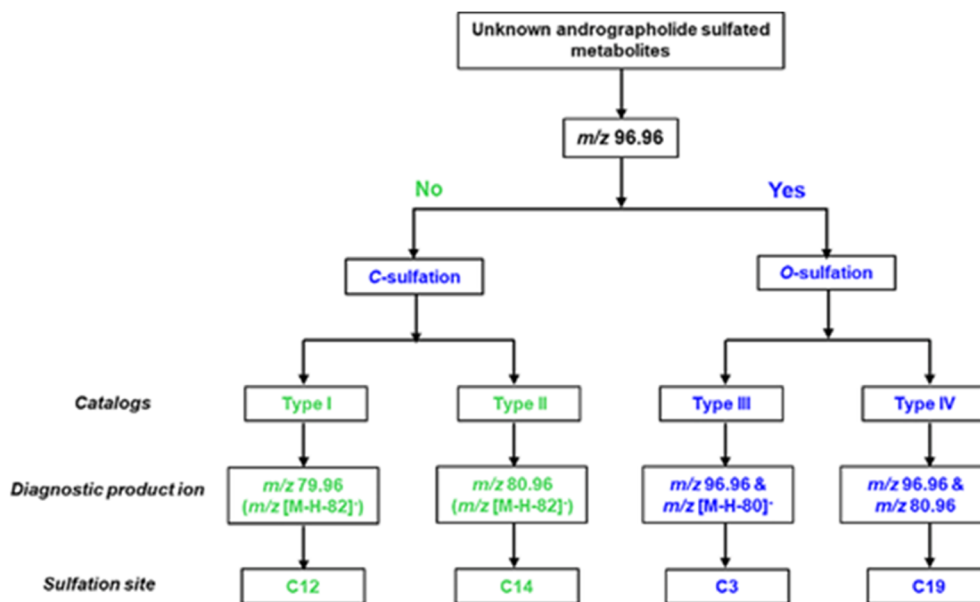 Unknown andrographolide sulfated
metabolites
m/z 96.96
No
Yes
C-sulfation
O-sulfation
Catalogs
Type I
Type II
Type III
Type IV
Diagnostic product ion
m/z 79.96
(m/z [M-H-82]⁻)
m/z 80.96
(m/z [M-H-82]⁻)
m/z 96.96 &
m/z [M-H-80]⁻
m/z 96.96 &
m/z 80.96
Sulfation site
C12
C14
C3
C19